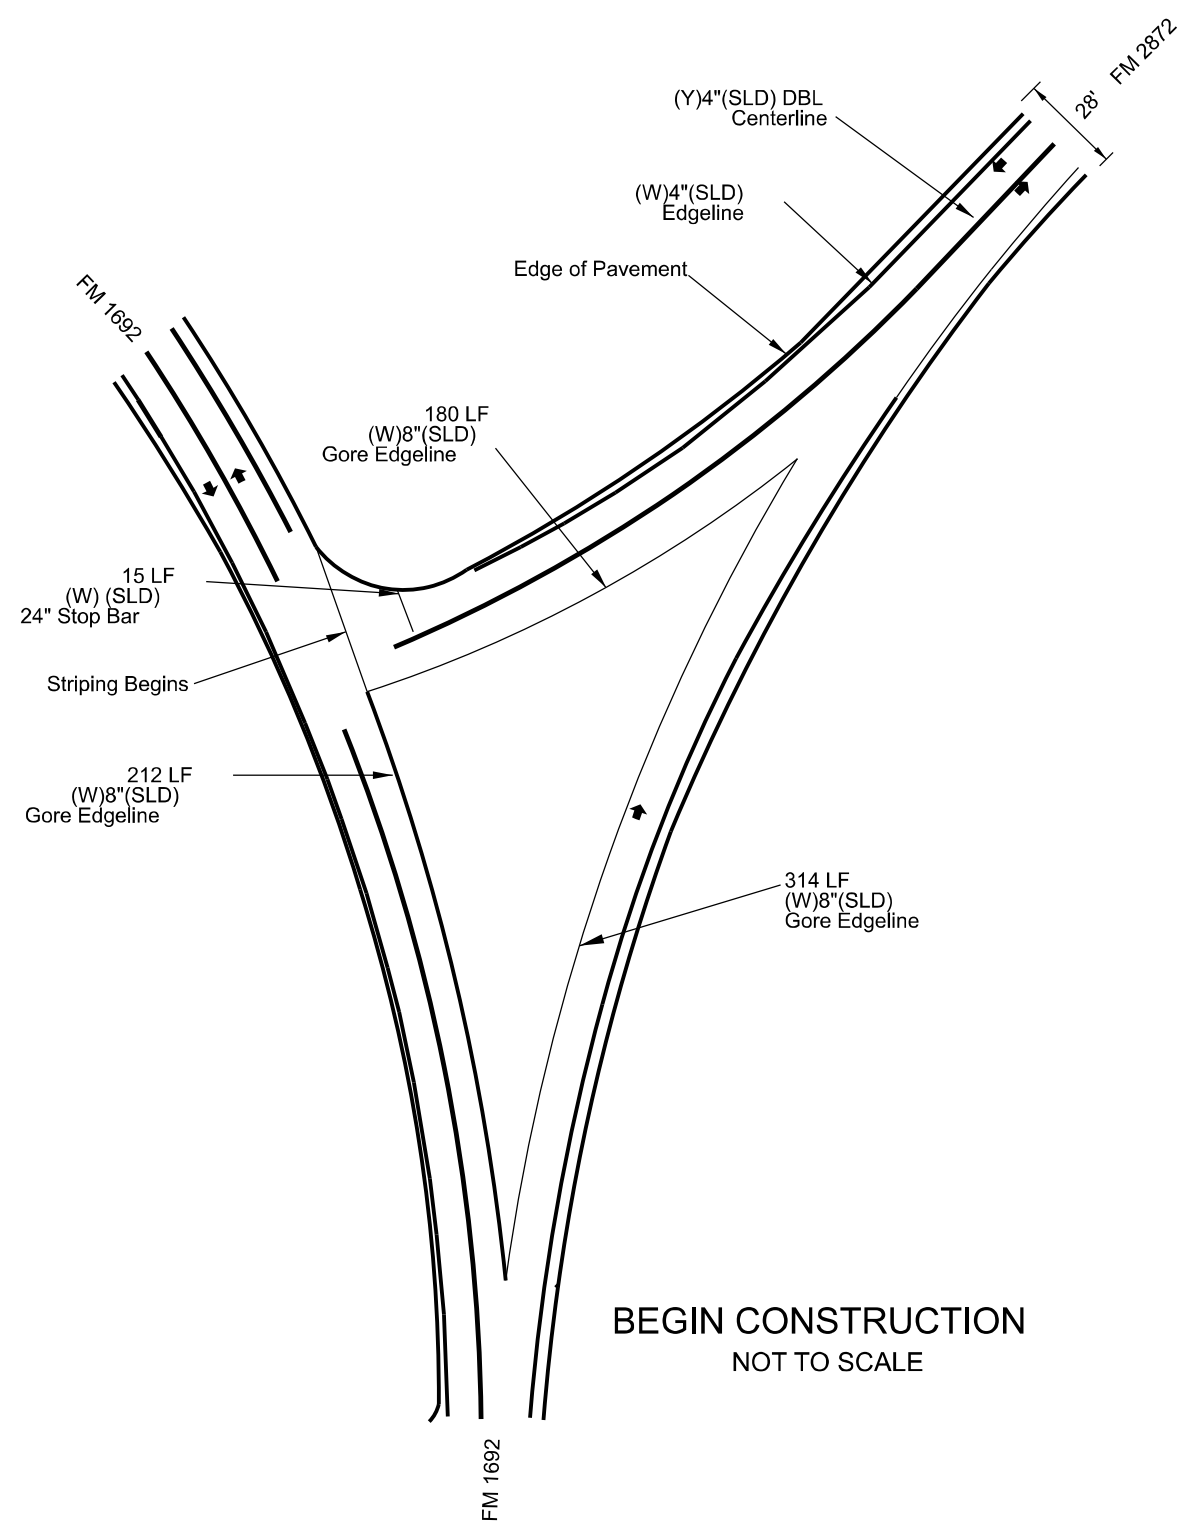 FM 2872
28'
(Y)4"(SLD) DBL
Centerline
(W)4"(SLD)
Edgeline
Edge of Pavement
FM 1692
180 LF
(W)8"(SLD)
Gore Edgeline
15 LF
(W) (SLD)
24" Stop Bar
Striping Begins
212 LF
(W)8"(SLD)
Gore Edgeline
314 LF
(W)8"(SLD)
Gore Edgeline
BEGIN CONSTRUCTION
NOT TO SCALE
FM 1692